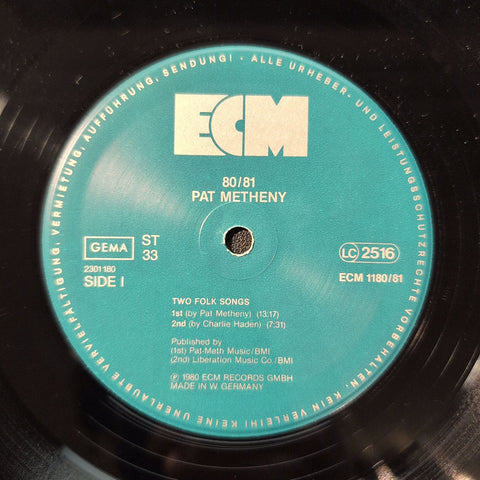 ALLE URHEBER- UND LEISTUNGSSCHUTZRECHTE VORBEHALTEN. KEIN VERLEIH! KEINE UNERLAUBTE VERVIELFÄLTIGUNG, VERMIETUNG, AUFFÜHRUNG, SENDUNG! -
ECM
80/81
PAT METHENY
GEMA
ST
33
LC 2516
2301180
SIDE I
ECM 1180/81
TWO FOLK SONGS
1st (by Pat Metheny) (13:17)
2nd (by Charlie Haden) (7:31)
Published by
(1st) Pat-Meth Music/BMI
(2nd) Liberation Music Co./BMI
℗ 1980 ECM RECORDS GMBH
MADE IN W. GERMANY